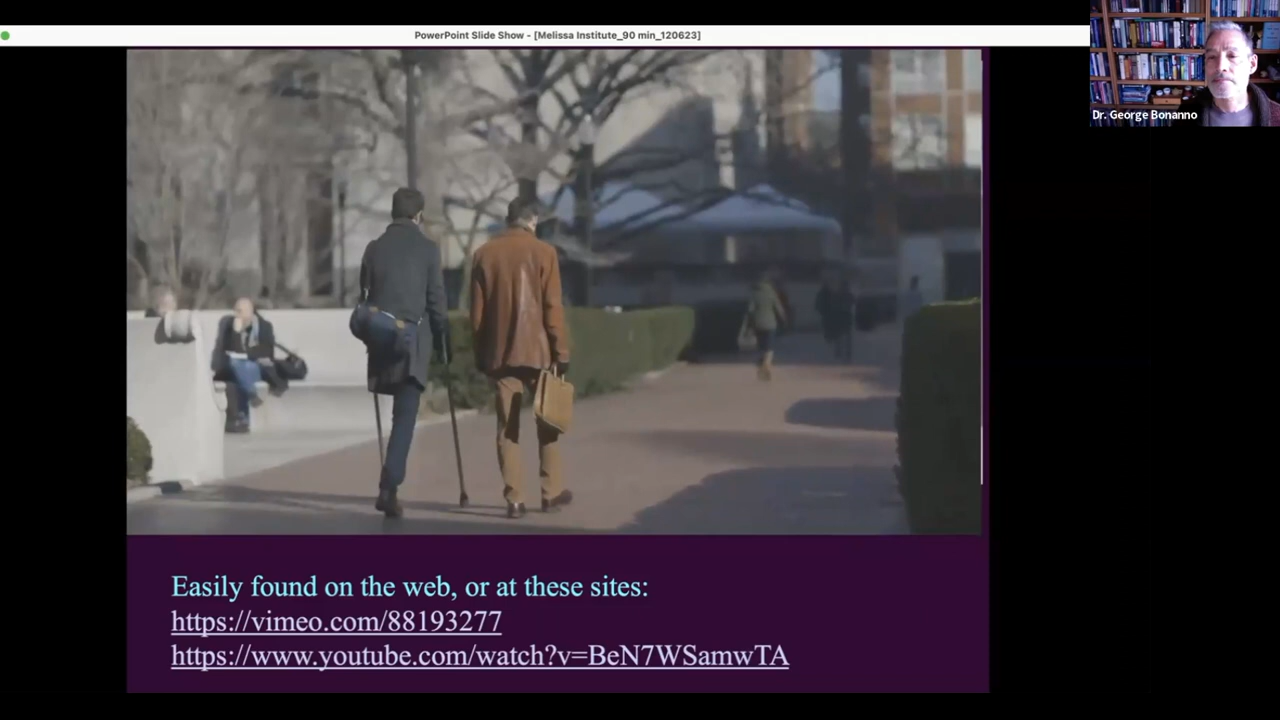 PowerPoint Slide Show - [Melissa Institute_90 min_120623]
Dr. George Bonanno
Easily found on the web, or at these sites:
https://vimeo.com/88193277
https://www.youtube.com/watch?v=BeN7WSamwTA